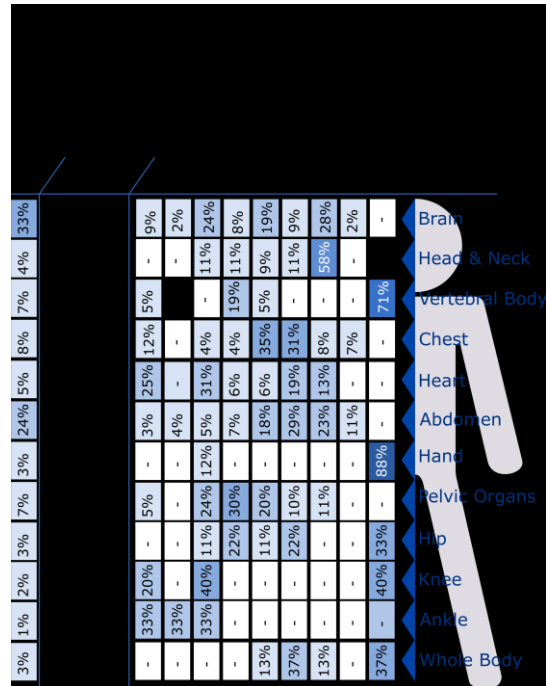 33% 9% 2% 24% 8% 19% 9% 28% 2% - Brain
4% - - 11% 11% 9% 11% 58% - Head & Neck
7% 5% - 19% 5% - - - 71% Vertebral Body
8% 12% - 4% 4% 35% 31% 8% 7% - Chest
5% 25% - 31% 6% 6% 19% 13% - - Heart
24% 3% 4% 5% 7% 18% 29% 23% 11% - Abdomen
3% - - 12% - - - - - 88% Hand
7% 5% - 24% 30% 20% 10% 11% - - Pelvic Organs
3% - - 11% 22% 11% 22% - - 33% Hip
2% 20% - 40% - - - - - 40% Knee
1% 33% 33% 33% - - - - - - Ankle
3% - - - - 13% 37% 13% - 37% Whole Body